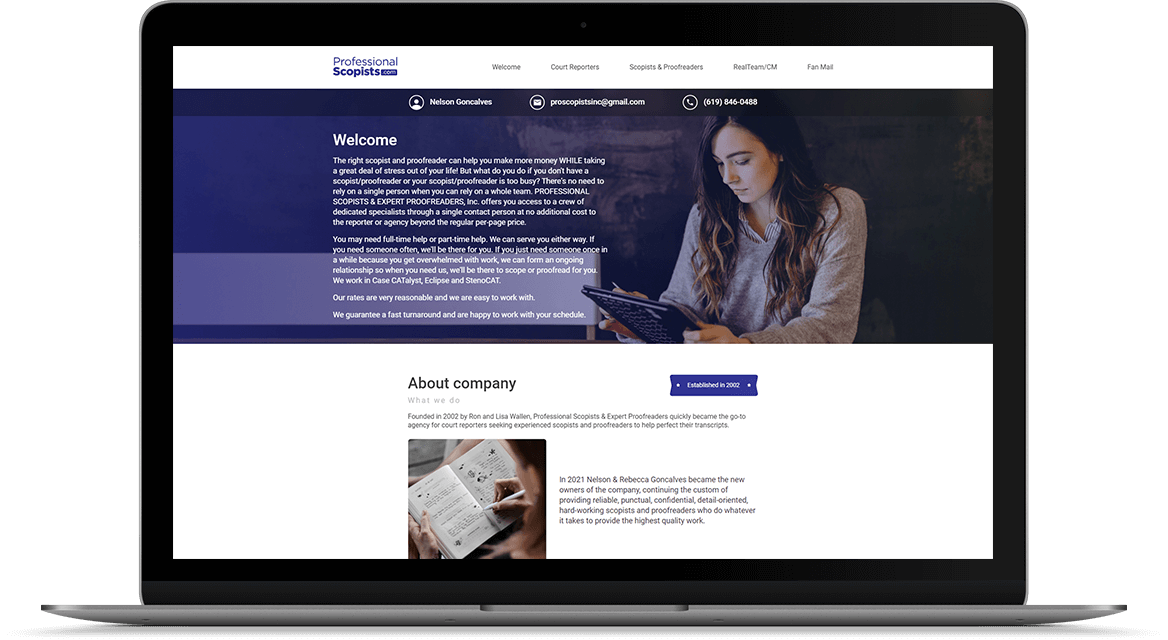 Professional
Scopists.com
Welcome
Court Reporters
Scopists & Proofreaders
RealTeam/CM
Fan Mail
Nelson Goncalves
proscopistsinc@gmail.com
(619) 846-0488
Welcome
The right scopist and proofreader can help you make more money WHILE taking
a great deal of stress out of your life! But what do you do if you don't have a
scopist/proofreader or your scopist/proofreader is too busy? There's no need to
rely on a single person when you can rely on a whole team. PROFESSIONAL
SCOPISTS & EXPERT PROOFREADERS, Inc. offers you access to a crew of
dedicated specialists through a single contact person at no additional cost to
the reporter or agency beyond the regular per-page price.
You may need full-time help or part-time help. We can serve you either way. If
you need someone often, we'll be there for you. If you just need someone once in
a while because you get overwhelmed with work, we can form an ongoing
relationship so when you need us, we'll be there to scope or proofread for you.
We work in Case CATalyst, Eclipse and StenoCAT.
Our rates are very reasonable and we are easy to work with.
We guarantee a fast turnaround and are happy to work with your schedule.
About company
What we do
Established in 2002
Founded in 2002 by Ron and Lisa Wallen, Professional Scopists & Expert Proofreaders quickly became the go-to
agency for court reporters seeking experienced scopists and proofreaders to help perfect their transcripts.
In 2021 Nelson & Rebecca Goncalves became the new
owners of the company, continuing the custom of
providing reliable, punctual, confidential, detail-oriented,
hard-working scopists and proofreaders who do whatever
it takes to provide the highest quality work.